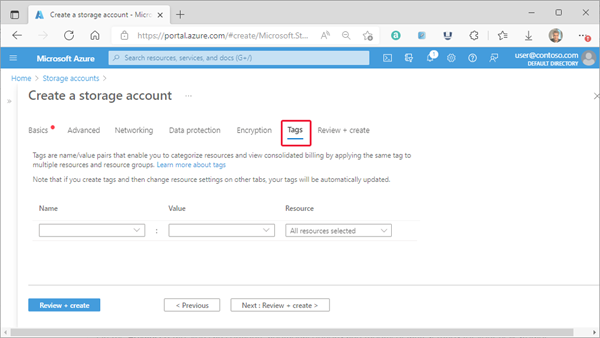 Create a storage account - Micros
https://portal.azure.com/#create/Microsoft.St...
Microsoft Azure
Search resources, services, and docs (G+/)
1
user@contoso.com
DEFAULT DIRECTORY
Home > Storage accounts >
Create a storage account ...
Basics Advanced Networking Data protection Encryption Tags Review + create
Tags are name/value pairs that enable you to categorize resources and view consolidated billing by applying the same tag to
multiple resources and resource groups. Learn more about tags
Note that if you create tags and then change resource settings on other tabs, your tags will be automatically updated.
Name Value Resource
: All resources selected
Review + create < Previous Next : Review + create >